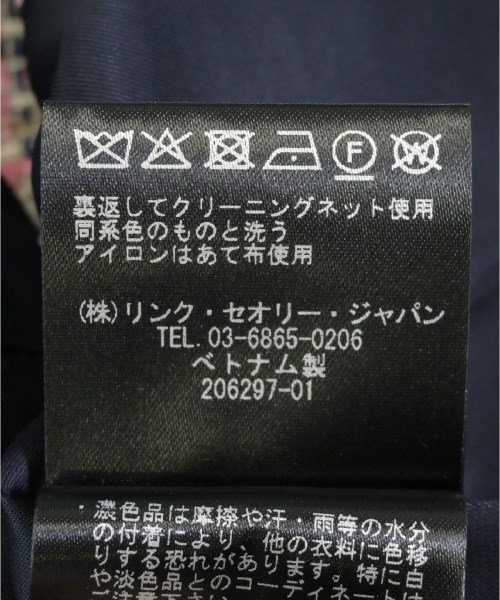 F
W
裏返してクリーニングネット使用
同系色のものと洗う
アイロンはあて布使用
(株)リンク・セオリー・ジャパン
TEL. 03-6865-0206
ベトナム製
206297-01
・濃色品は摩擦や汗・雨等の水分
の付着により、他の衣料に色移
りする恐れがあります。特に白
や淡色品とのコーディネートは